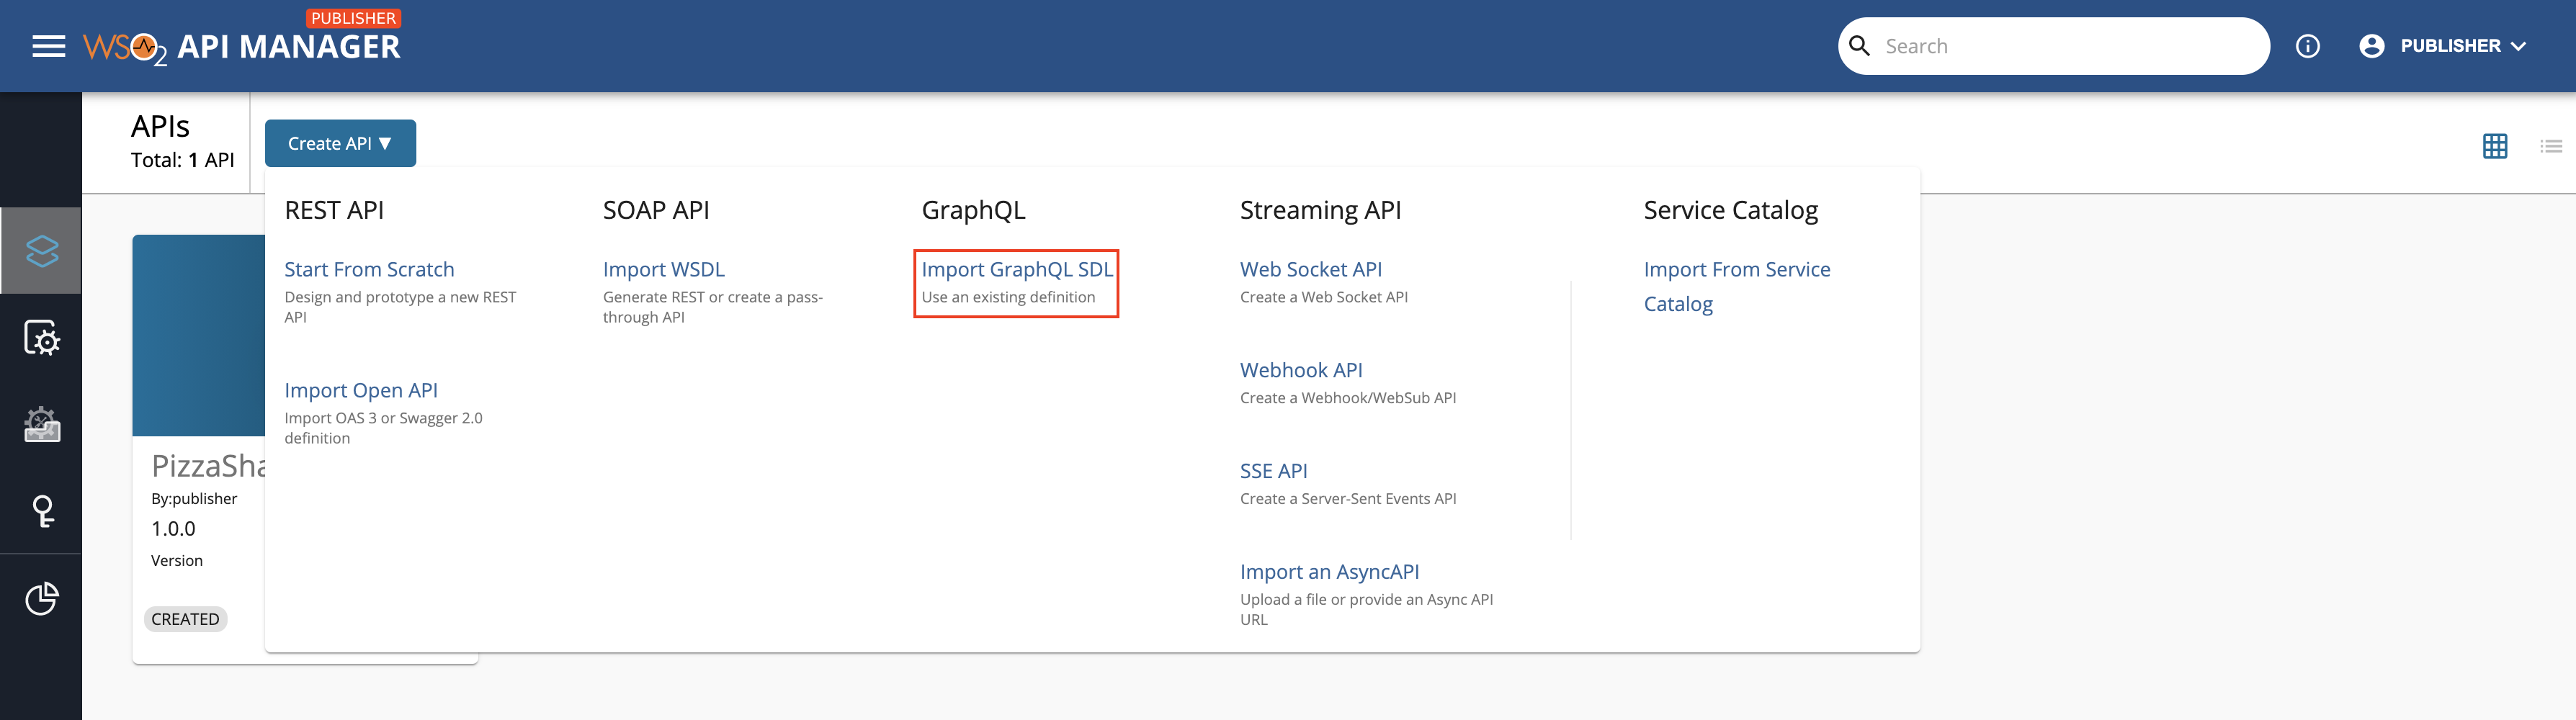 PUBLISHER
WSO2 API MANAGER
Search
PUBLISHER
APIs
Total: 1 API
Create API ▼
REST API
Start From Scratch
Design and prototype a new REST
API
Import Open API
Import OAS 3 or Swagger 2.0
definition
SOAP API
Import WSDL
Generate REST or create a pass-
through API
GraphQL
Import GraphQL SDL
Use an existing definition
Streaming API
Web Socket API
Create a Web Socket API
Webhook API
Create a Webhook/WebSub API
SSE API
Create a Server-Sent Events API
Import an AsyncAPI
Upload a file or provide an Async API
URL
Service Catalog
Import From Service
Catalog
PizzaSha
By:publisher
1.0.0
Version
CREATED